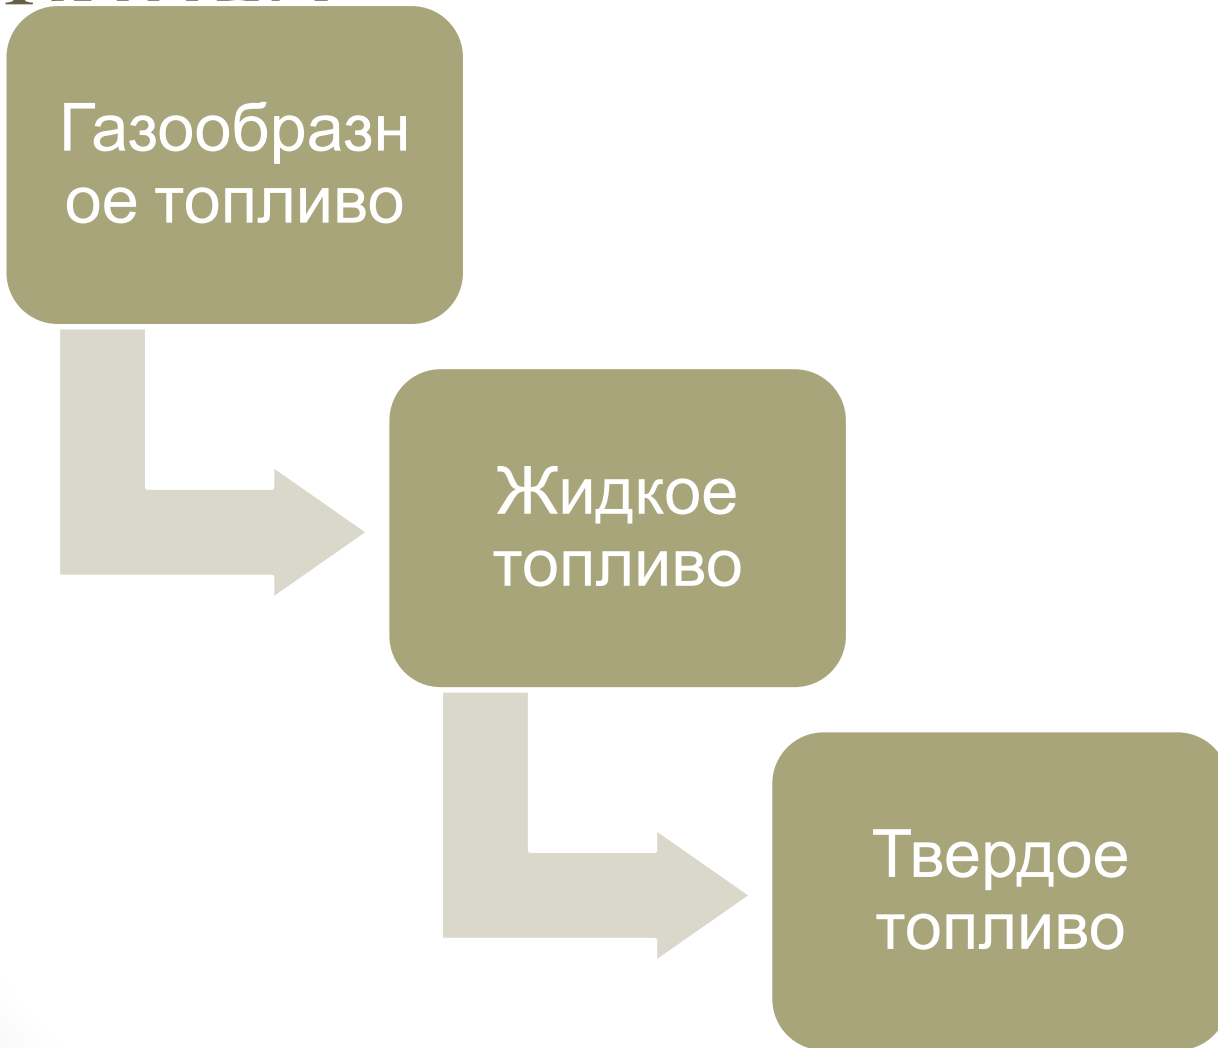 Газообразн
ое топливо
Жидкое
топливо
Твердое
топливо